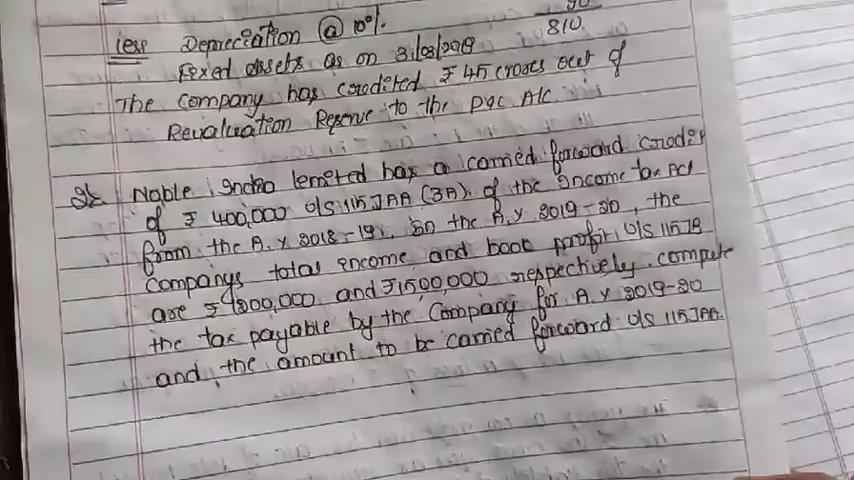 90
Less Depreciation @ 10%. 810
Fixed assets as on 31/03/2019
The Company has credited ₹ 45 crores out of
Revaluation Reserve to the P&L A/c
Noble India limited has a carried forward credit
of ₹ 400,000 U/S 115JAA (3A) of the Income tax Act
from the A.Y 2018-19. In the A.Y 2019-20, the
Companys total income and book profit U/S 115JB
are ₹ 1200,000 and ₹1500,000 respectively. compute
the tax payable by the Company for A.Y 2019-20
and the amount to be carried forward U/S 115JAA.